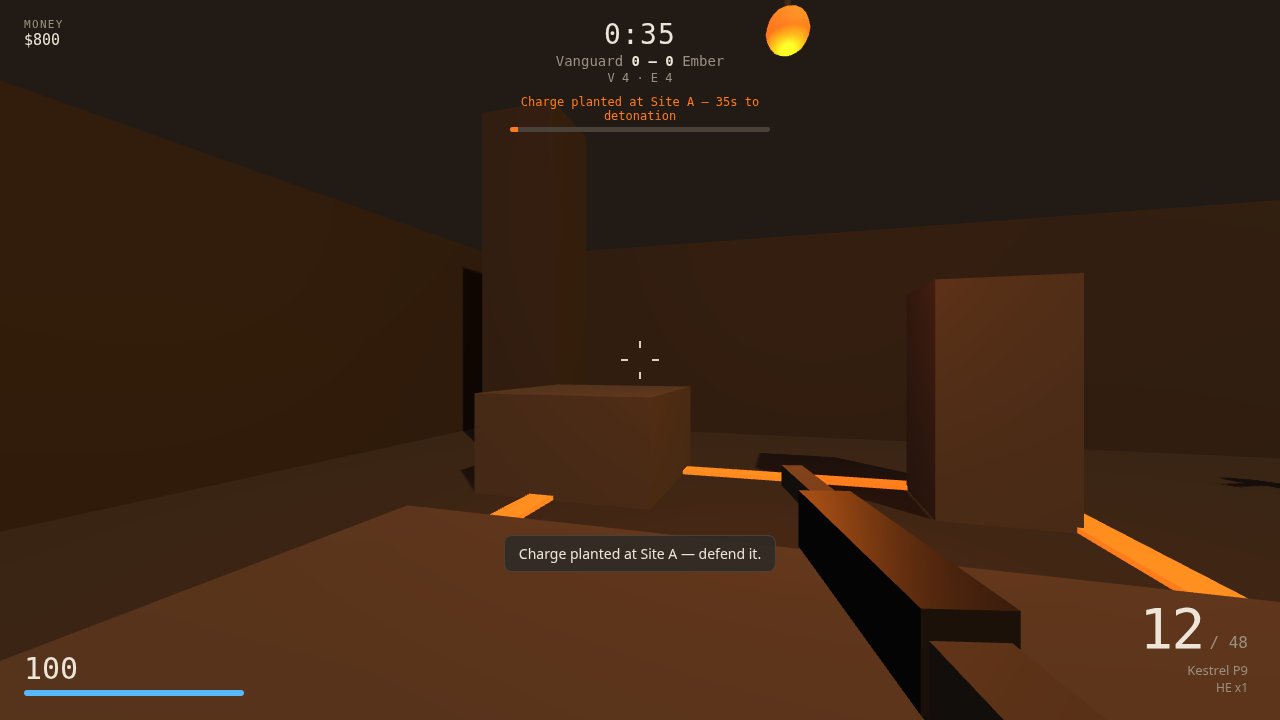 MONEY
$800
0:35
Vanguard 0 — 0 Ember
V 4 · E 4
Charge planted at Site A — 35s to
detonation
Charge planted at Site A — defend it.
100
12 / 48
Kestrel P9
HE x1